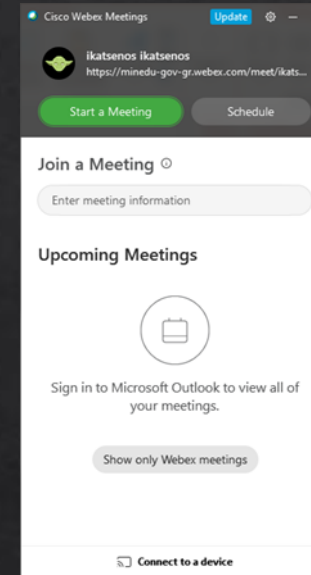 Cisco Webex Meetings Update
ikatsenos ikatsenos
https://minedu-gov-gr.webex.com/meet/ikats...
Start a Meeting Schedule
Join a Meeting
Enter meeting information
Upcoming Meetings
Sign in to Microsoft Outlook to view all of
your meetings.
Show only Webex meetings
Connect to a device